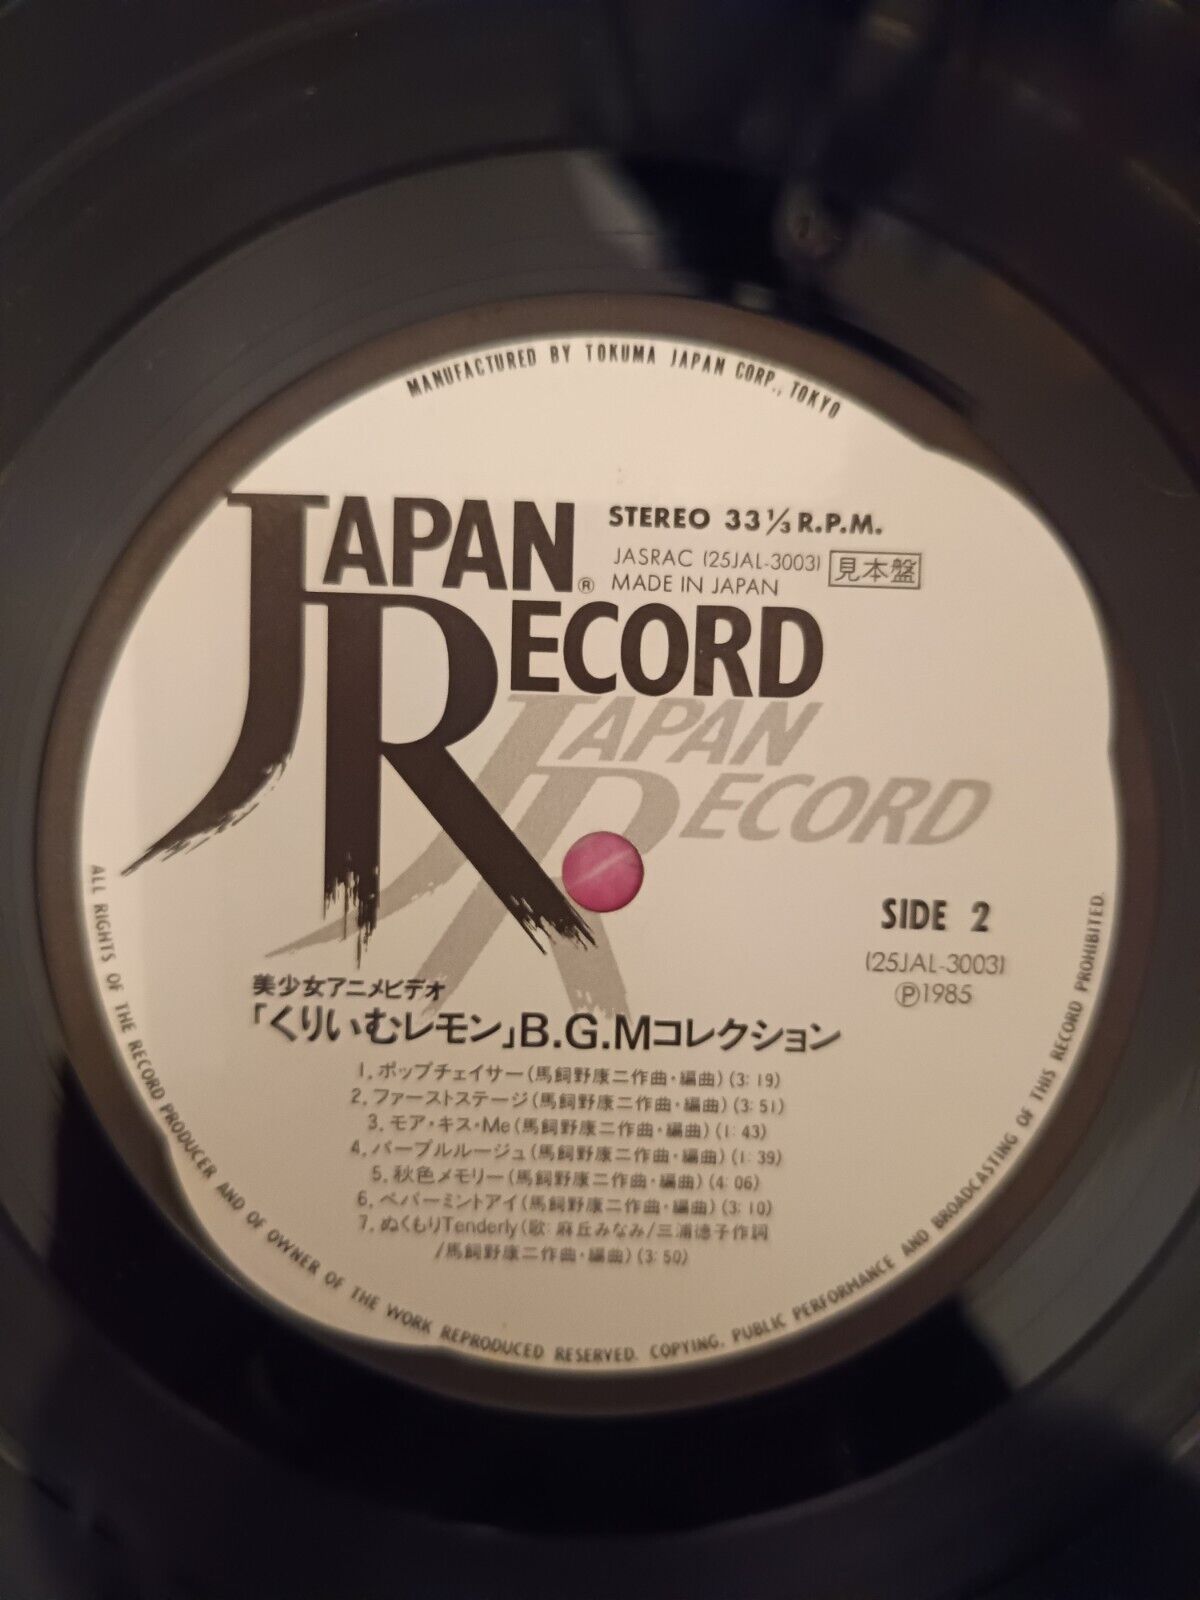 MANUFACTURED BY TOKUMA JAPAN CORP., TOKYO
JAPAN RECORD ®
STEREO 33 1/3 R.P.M.
JASRAC (25JAL-3003) 見本盤
MADE IN JAPAN
JAPAN RECORD
SIDE 2
(25JAL-3003)
Ⓟ1985
美少女アニメビデオ
「くりいむレモン」B.G.Mコレクション
1. ポップチェイサー(馬飼野康二作曲・編曲)(3:19)
2. ファーストステージ(馬飼野康二作曲・編曲)(3:51)
3. モア・キス・Me(馬飼野康二作曲・編曲)(1:43)
4. パープルルージュ(馬飼野康二作曲・編曲)(1:39)
5. 秋色メモリー(馬飼野康二作曲・編曲)(4:06)
6. ペパーミントアイ(馬飼野康二作曲・編曲)(3:10)
7. ぬくもりTenderly(歌:麻丘みなみ/三浦徳子作詞
/馬飼野康二作曲・編曲)(3:50)
ALL RIGHTS OF THE RECORD PRODUCER AND OF OWNER OF THE WORK REPRODUCED RESERVED. COPYING, PUBLIC PERFORMANCE AND BROADCASTING OF THIS RECORD PROHIBITED.